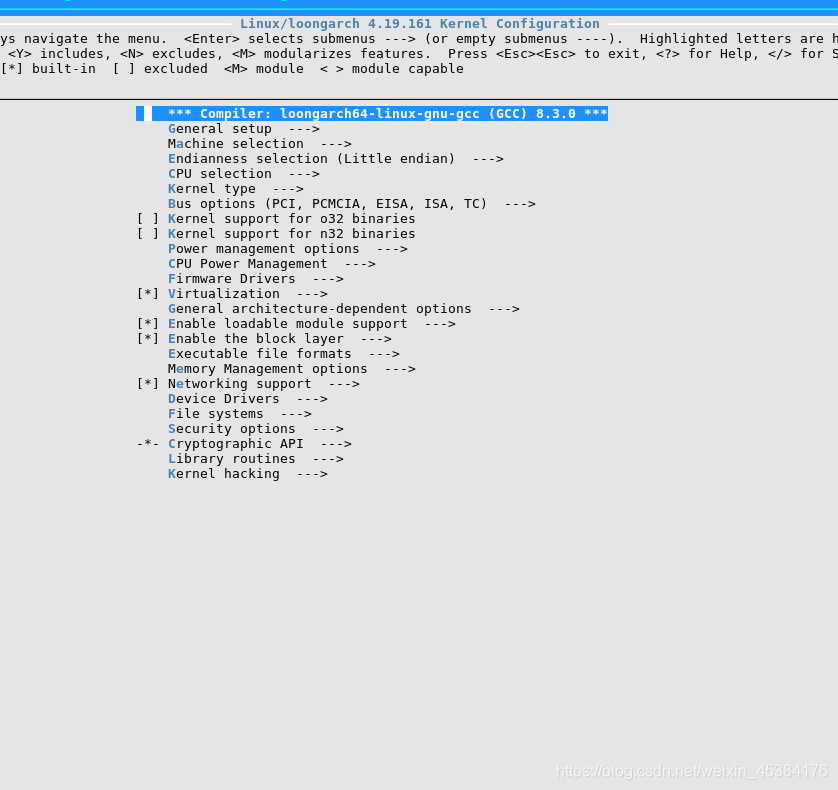 Linux/loongarch 4.19.161 Kernel Configuration
ys navigate the menu.  <Enter> selects submenus ---> (or empty submenus ----).  Highlighted letters are h
<Y> includes, <N> excludes, <M> modularizes features.  Press <Esc><Esc> to exit, <?> for Help, </> for S
[*] built-in  [ ] excluded  <M> module  < > module capable
*** Compiler: loongarch64-linux-gnu-gcc (GCC) 8.3.0 ***
General setup  --->
Machine selection  --->
Endianness selection (Little endian)  --->
CPU selection  --->
Kernel type  --->
Bus options (PCI, PCMCIA, EISA, ISA, TC)  --->
[ ] Kernel support for o32 binaries
[ ] Kernel support for n32 binaries
Power management options  --->
CPU Power Management  --->
Firmware Drivers  --->
[*] Virtualization  --->
General architecture-dependent options  --->
[*] Enable loadable module support  --->
[*] Enable the block layer  --->
Executable file formats  --->
Memory Management options  --->
[*] Networking support  --->
Device Drivers  --->
File systems  --->
Security options  --->
-*- Cryptographic API  --->
Library routines  --->
Kernel hacking  --->
https://blog.csdn.net/weixin_45384176